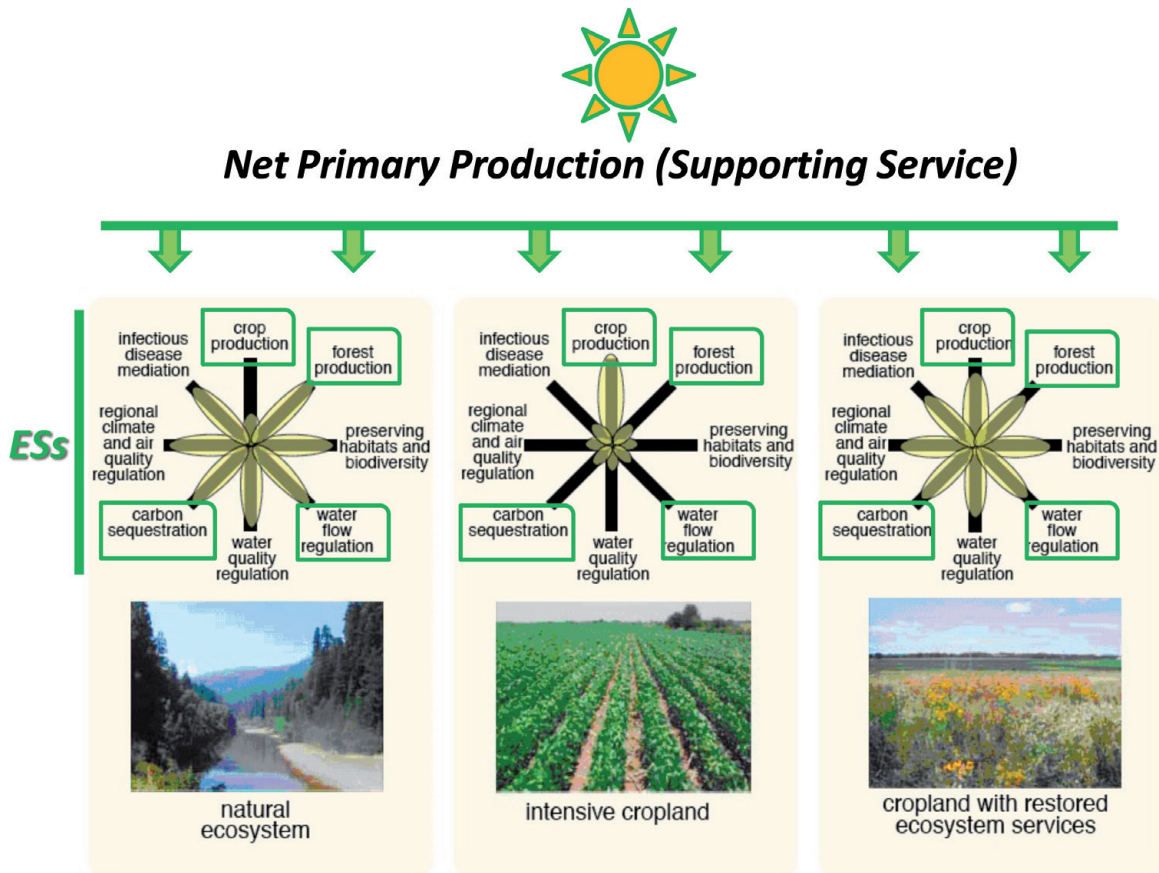 Net Primary Production (Supporting Service)
ESs
crop
production
infectious
disease
mediation
forest
production
regional
climate
and air
quality
regulation
preserving
habitats and
biodiversity
carbon
sequestration
water
flow
regulation
water
quality
regulation
natural
ecosystem
crop
production
infectious
disease
mediation
forest
production
regional
climate
and air
quality
regulation
preserving
habitats and
biodiversity
carbon
sequestration
water
flow
regulation
water
quality
regulation
intensive cropland
crop
production
infectious
disease
mediation
forest
production
regional
climate
and air
quality
regulation
preserving
habitats and
biodiversity
carbon
sequestration
water
flow
regulation
water
quality
regulation
cropland with restored
ecosystem services